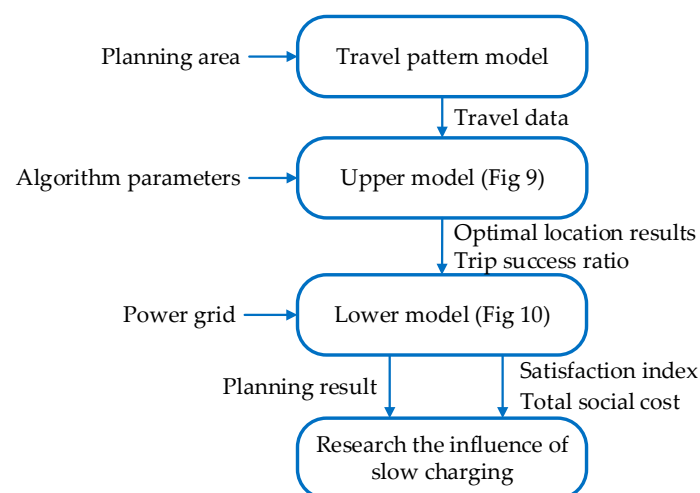 Planning area
Travel pattern model
Travel data
Algorithm parameters
Upper model (Fig 9)
Optimal location results
Trip success ratio
Power grid
Lower model (Fig 10)
Planning result
Satisfaction index
Total social cost
Research the influence of
slow charging